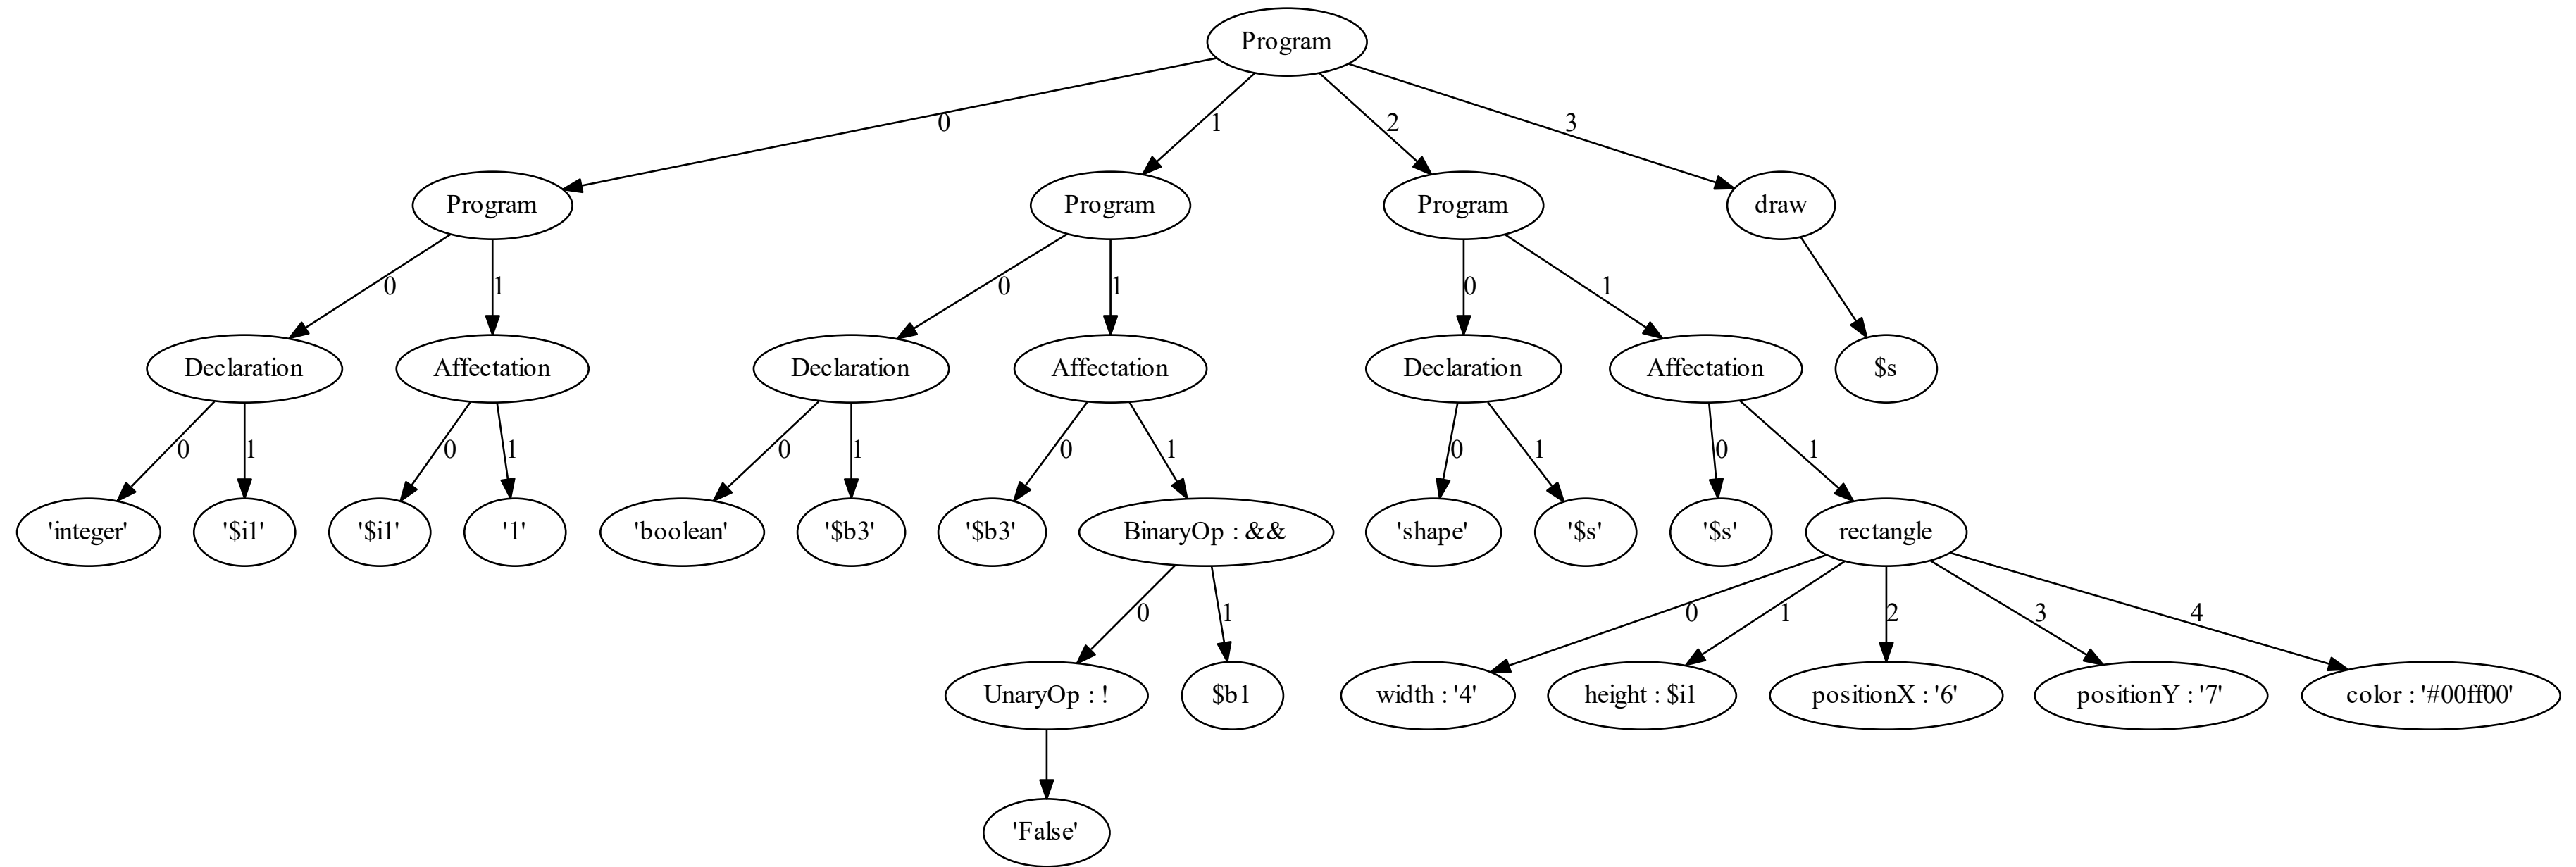 Program
0 1 2 3
Program Program Program draw
0 1 0 1 0 1
Declaration Affectation Declaration Affectation Declaration Affectation $s
0 1 0 1 0 1 0 1 0 1 0 1
'integer' '$i1' '$i1' '1' 'boolean' '$b3' '$b3' BinaryOp : && 'shape' '$s' '$s' rectangle
0 1 0 1 2 3 4
UnaryOp : ! $b1 width : '4' height : $i1 positionX : '6' positionY : '7' color : '#00ff00'
'False'